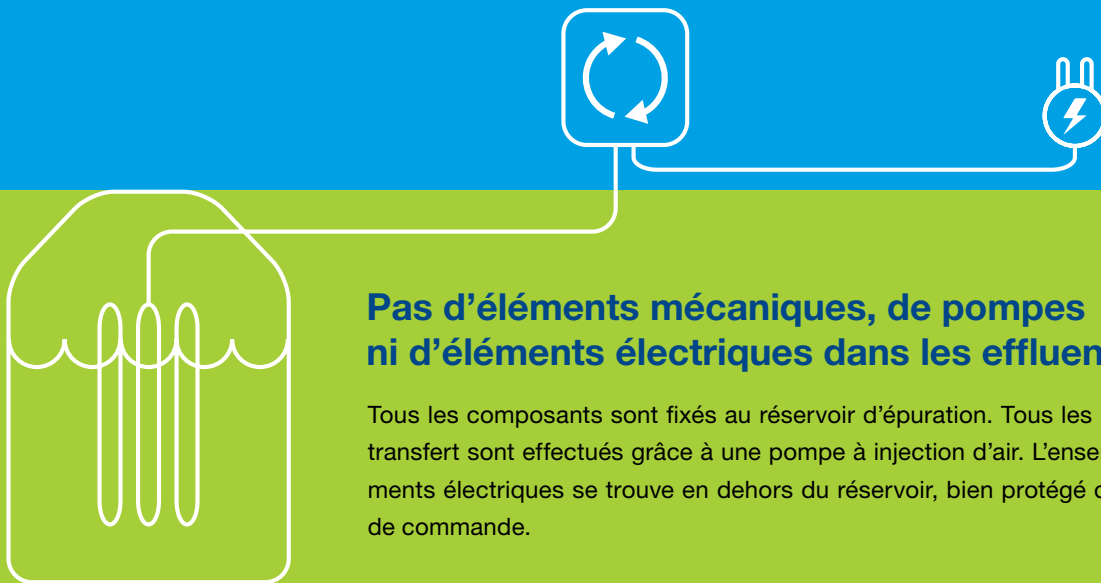 Pas d’éléments mécaniques, de pompes
ni d’éléments électriques dans les
Tous les composants sont fixés au réservoir d’épuration. Tous les
transfert sont effectués grâce à une pompe à injection d’air.
ments électriques se trouve en dehors du réservoir, bien protégé
de commande.